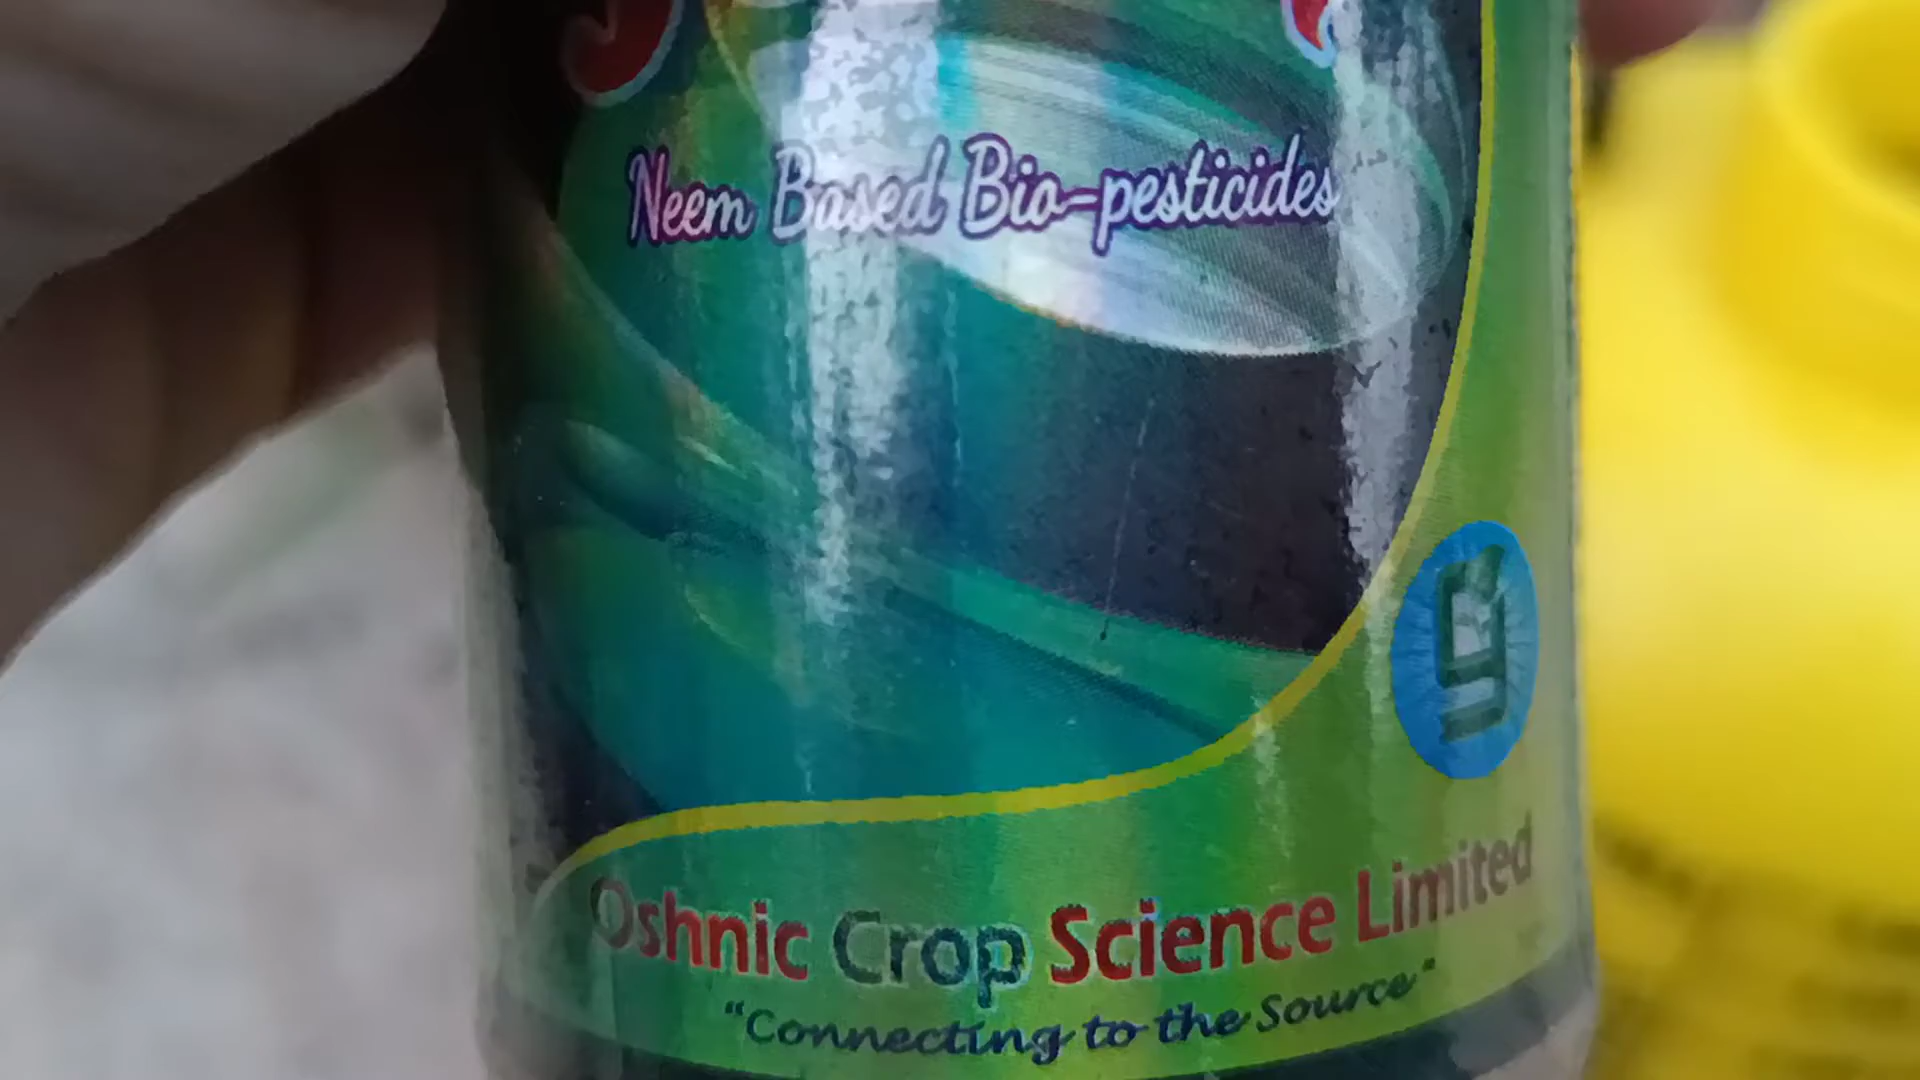 Neem Based Bio-pesticides
Oshnic Crop Science Limited
"Connecting to the Source"